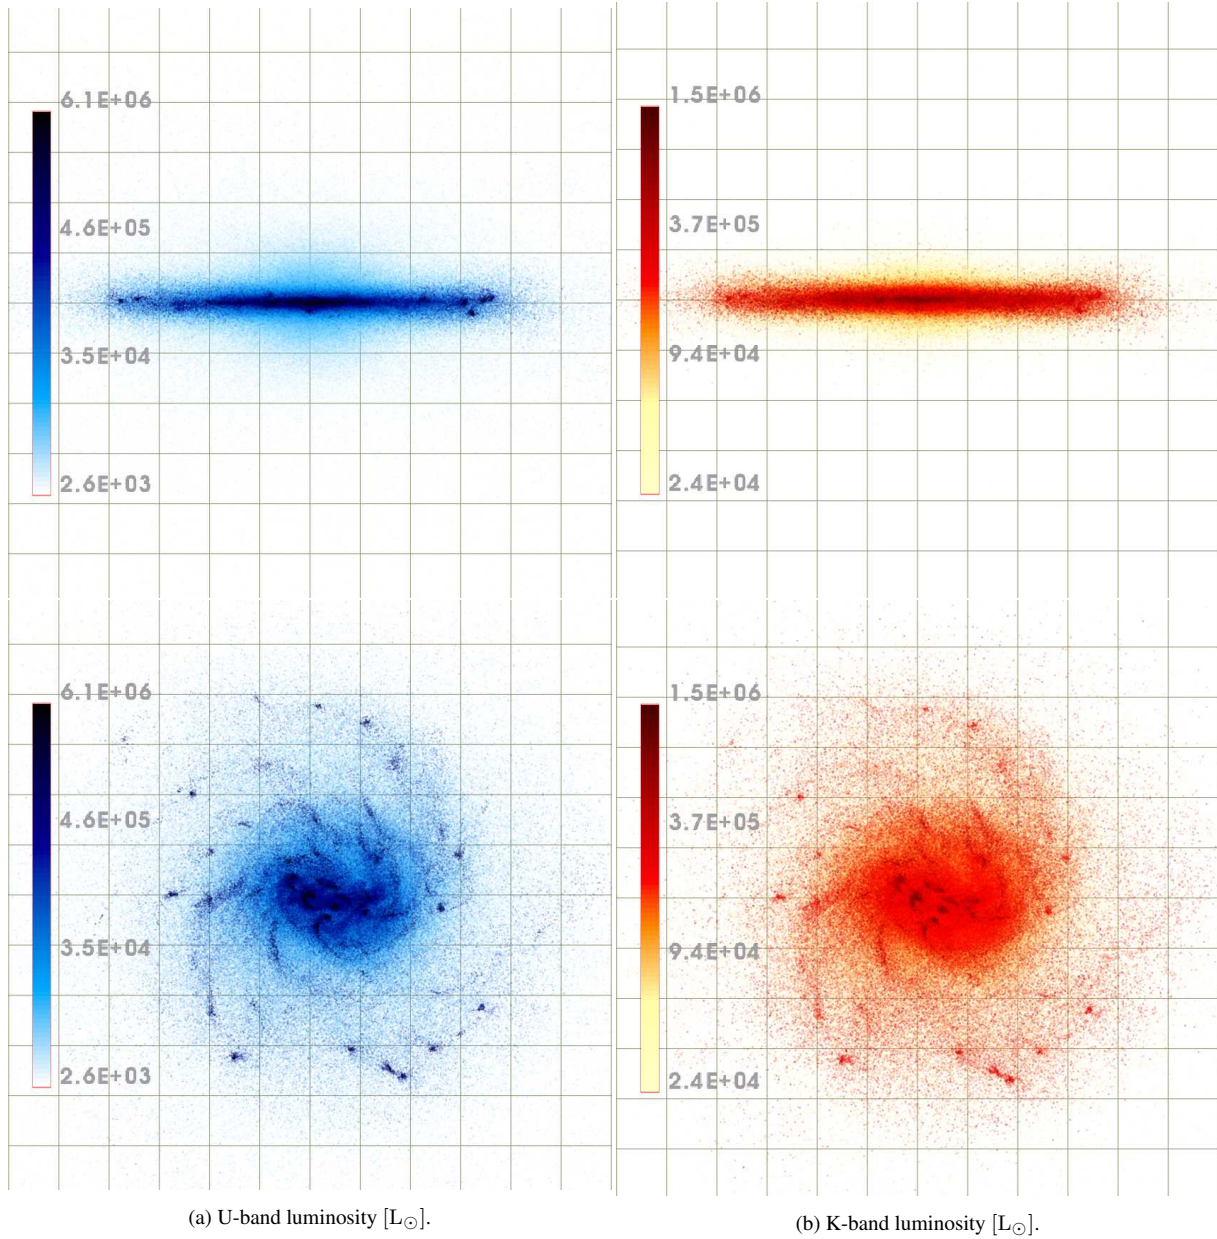 6.1E+06
4.6E+05
3.5E+04
2.6E+03
1.5E+06
3.7E+05
9.4E+04
2.4E+04
6.1E+06
4.6E+05
3.5E+04
2.6E+03
1.5E+06
3.7E+05
9.4E+04
2.4E+04
(a) U-band luminosity [L⊙].
(b) K-band luminosity [L⊙].